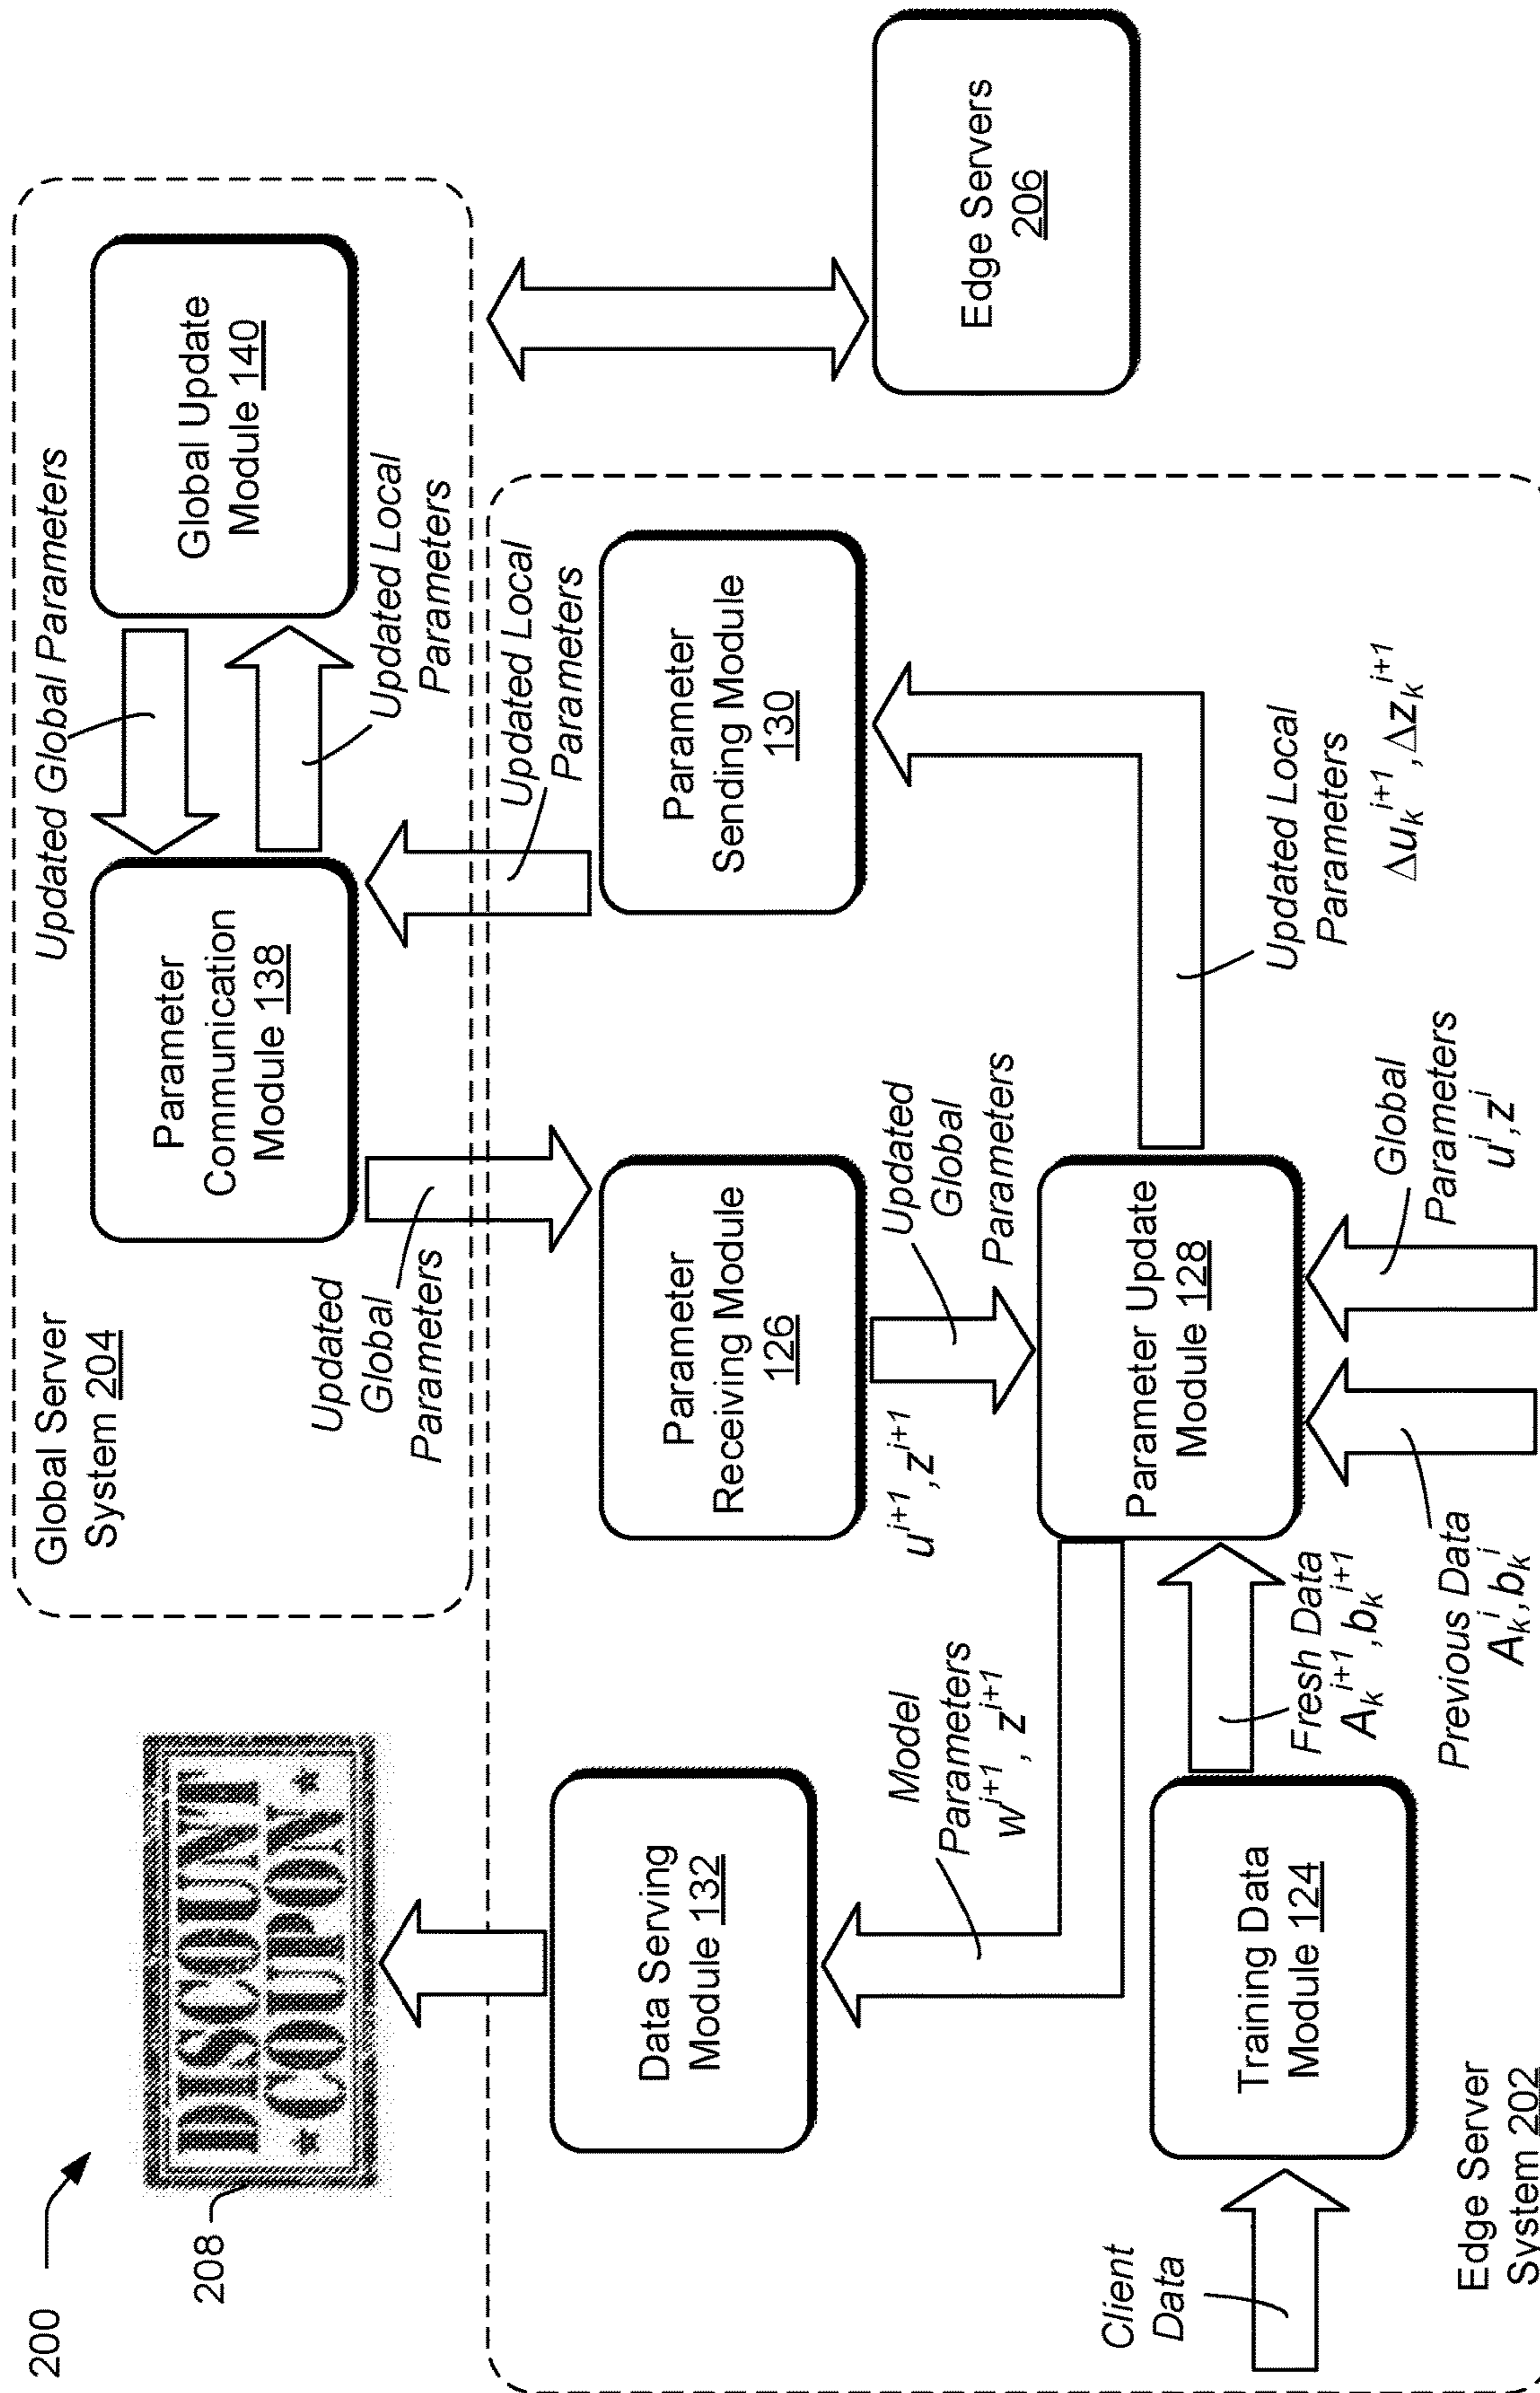 200
208
DISCOUNT
★ COUPON ★
Global Server
System 204
Updated Global Parameters
Parameter
Communication
Module 138
Global Update
Module 140
Updated Local
Parameters
Updated
Global
Parameters
Updated Local
Parameters
Edge Servers
206
Data Serving
Module 132
Parameter
Receiving Module
126
Parameter
Sending Module
130
Model
Parameters
w^{i+1}, z^{i+1}
u^{i+1}, z^{i+1}
Updated
Global
Parameters
Client
Data
Training Data
Module 124
Fresh Data
A_k^{i+1}, b_k^{i+1}
Parameter Update
Module 128
Updated Local
Parameters
Δu_k^{i+1}, Δz_k^{i+1}
Previous Data
A_k^i, b_k^i
Global
Parameters
u^i, z^i
Edge Server
System 202